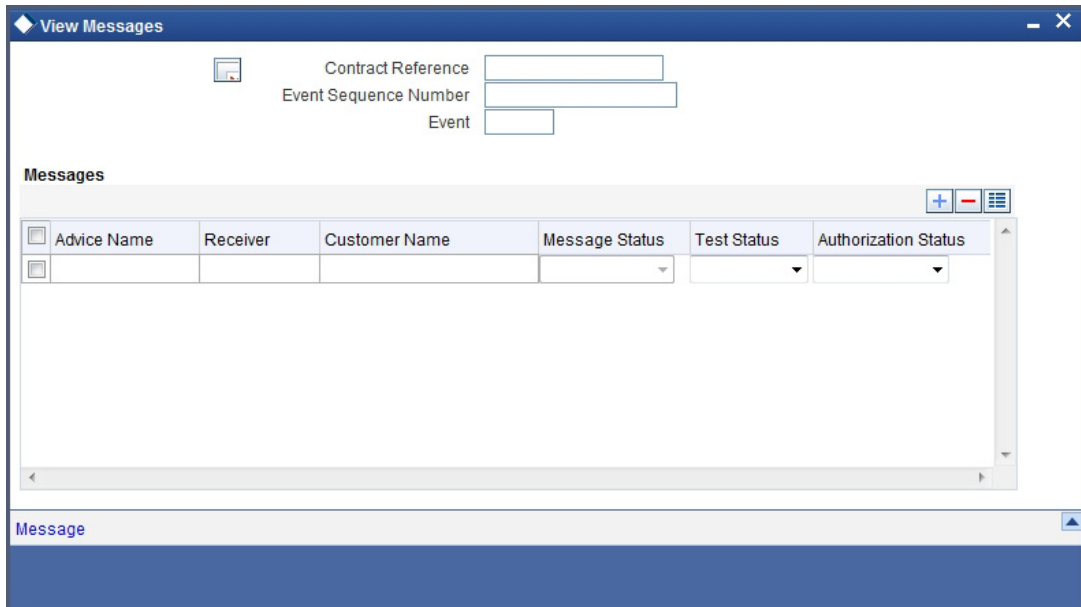 View Messages
Contract Reference
Event Sequence Number
Event
Messages
Advice Name Receiver Customer Name Message Status Test Status Authorization Status
Message